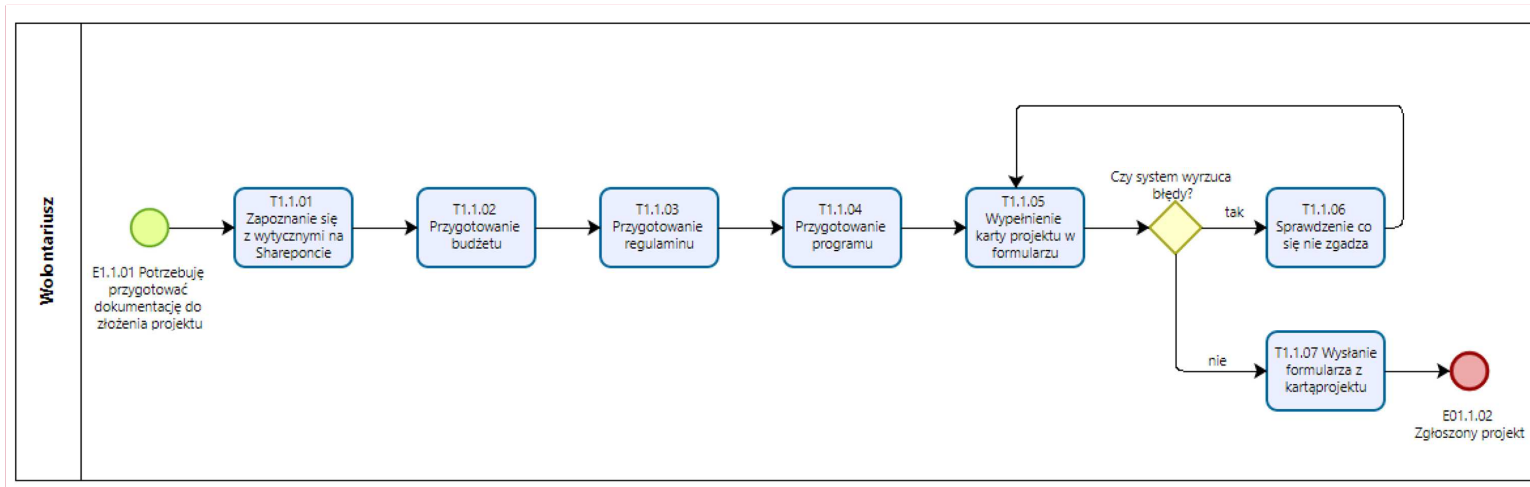 Wolontariusz
E1.1.01 Potrzebuję
przygotować
dokumentację do
złożenia projektu
T1.1.01
Zapoznanie się
z wytycznymi na
Shareponcie
T1.1.02
Przygotowanie
budżetu
T1.1.03
Przygotowanie
regulaminu
T1.1.04
Przygotowanie
programu
T1.1.05
Wypełnienie
karty projektu w
formularzu
Czy system wyrzuca
błędy?
tak
T1.1.06
Sprawdzenie co
się nie zgadza
nie
T1.1.07 Wysłanie
formularza z
kartąprojektu
E01.1.02
Zgłoszony projekt